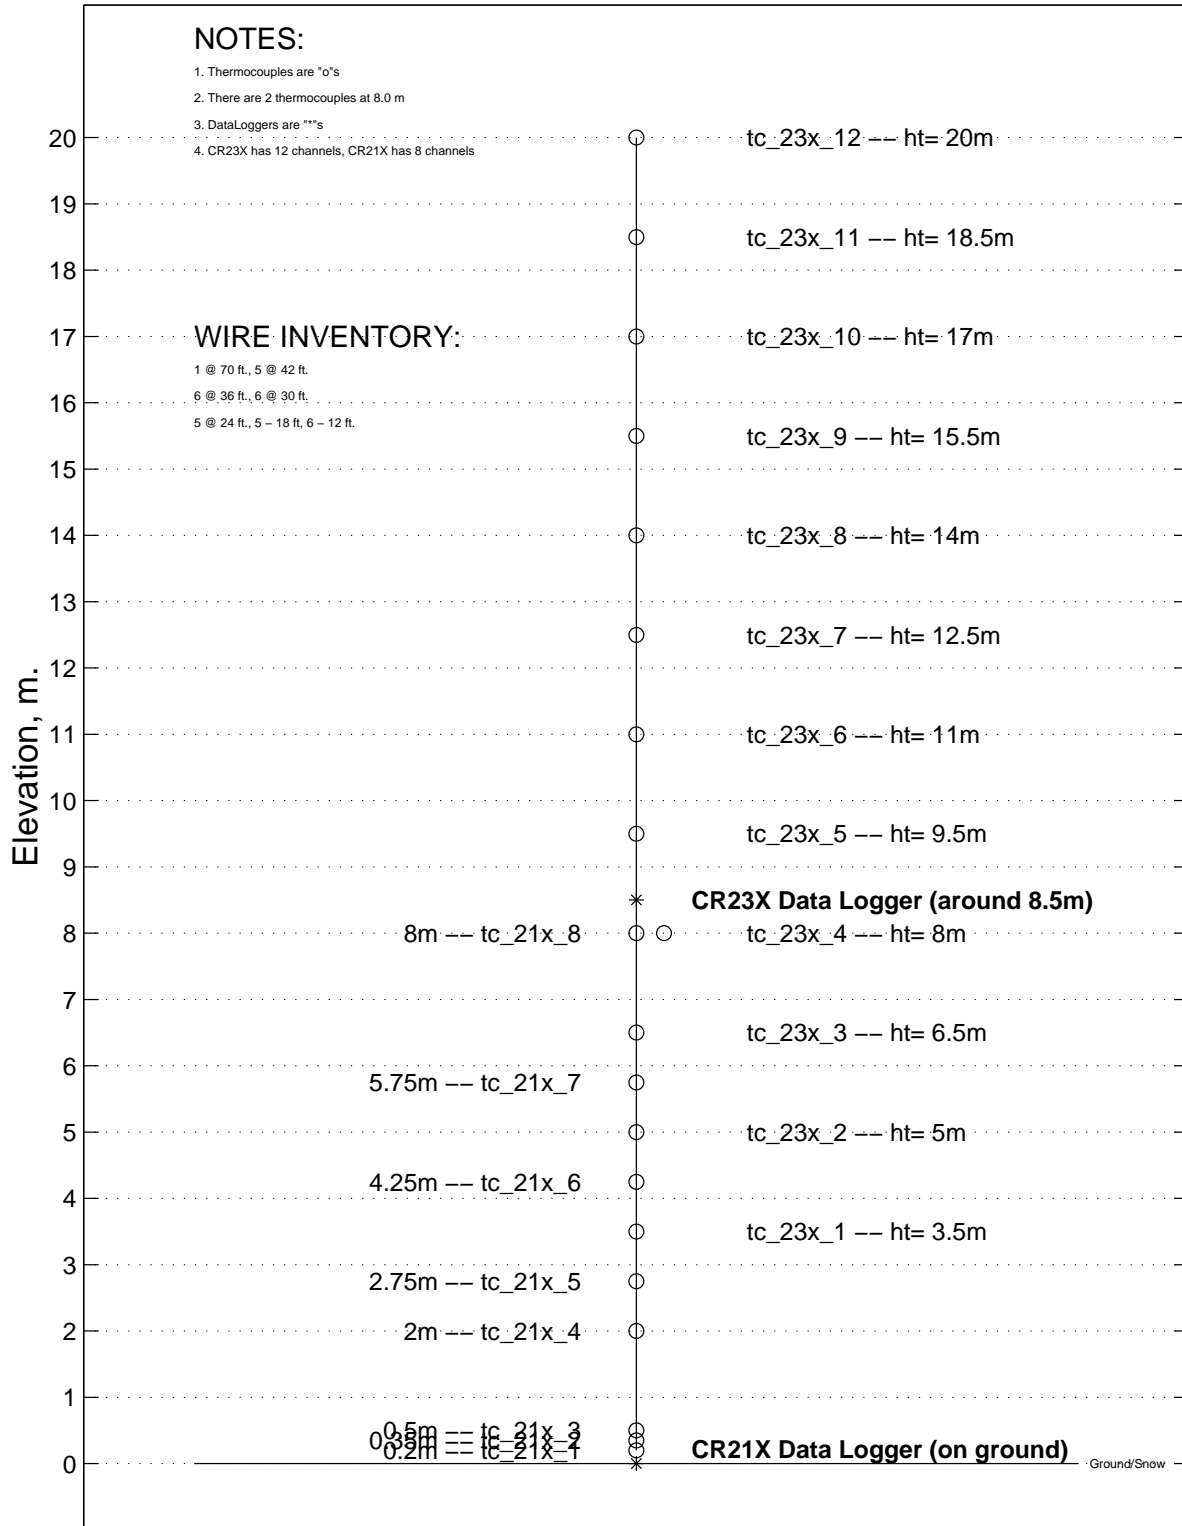 NOTES:
1. Thermocouples are "o"s
2. There are 2 thermocouples at 8.0 m
3. DataLoggers are "*"s
4. CR23X has 12 channels, CR21X has 8 channels
WIRE INVENTORY:
1 @ 70 ft., 5 @ 42 ft.
6 @ 36 ft., 6 @ 30 ft.
5 @ 24 ft., 5 – 18 ft, 6 – 12 ft.
Elevation, m.
20
19
18
17
16
15
14
13
12
11
10
9
8
7
6
5
4
3
2
1
0
8m –– tc_21x_8
5.75m –– tc_21x_7
4.25m –– tc_21x_6
2.75m –– tc_21x_5
2m –– tc_21x_4
0.5m –– tc_21x_3
0.35m –– tc_21x_2
0.2m –– tc_21x_1
tc_23x_12 –– ht= 20m
tc_23x_11 –– ht= 18.5m
tc_23x_10 –– ht= 17m
tc_23x_9 –– ht= 15.5m
tc_23x_8 –– ht= 14m
tc_23x_7 –– ht= 12.5m
tc_23x_6 –– ht= 11m
tc_23x_5 –– ht= 9.5m
CR23X Data Logger (around 8.5m)
tc_23x_4 –– ht= 8m
tc_23x_3 –– ht= 6.5m
tc_23x_2 –– ht= 5m
tc_23x_1 –– ht= 3.5m
CR21X Data Logger (on ground)
Ground/Snow